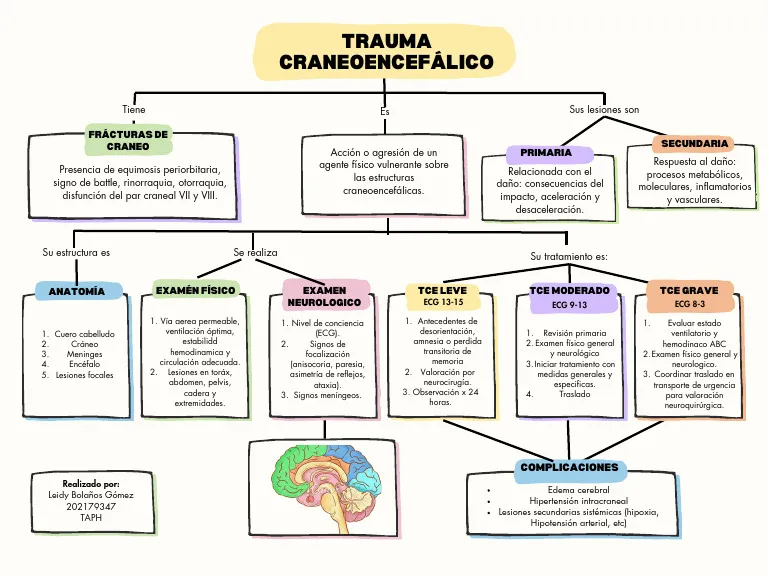 TRAUMA
CRANEOENCEFÁLICO
Tiene
Es
Sus lesiones son
FRÁCTURAS DE
CRANEO
Presencia de equimosis periorbitaria,
signo de battle, rinorraquia, otorraquia,
disfunción del par craneal VII y VIII.
Acción o agresión de un
agente físico vulnerante sobre
las estructuras
craneoencefálicas.
PRIMARIA
Relacionada con el
daño: consecuencias del
impacto, aceleración y
desaceleración.
SECUNDARIA
Respuesta al daño:
procesos metabólicos,
moleculares, inflamatorios
y vasculares.
Su estructura es
Se realiza
Su tratamiento es:
ANATOMÍA
1. Cuero cabelludo
2. Cráneo
3. Meninges
4. Encéfalo
5. Lesiones focales
EXAMÉN FÍSICO
1. Vía aerea permeable,
ventilación óptima,
estabilidd
hemodinamica y
circulación adecuada.
2. Lesiones en toráx,
abdomen, pelvis,
cadera y
extremidades.
EXAMEN
NEUROLOGICO
1. Nivel de conciencia
(ECG).
2. Signos de
focalización
(anisocoria, paresia,
asimetría de reflejos,
ataxia).
3. Signos meníngeos.
TCE LEVE
ECG 13-15
1. Antecedentes de
desorientación,
amnesia o perdida
transitoria de
memoria
2. Valoración por
neurocirugía.
3. Observación x 24
horas.
TCE MODERADO
ECG 9-13
1. Revisión primaria
2. Examen físico general
y neurológico
3. Iniciar tratamiento con
medidas generales y
especificas.
4. Traslado
TCE GRAVE
ECG 8-3
1. Evaluar estado
ventilatorio y
hemodinaco ABC
2. Examen físico general y
neurologico.
3. Coordinar traslado en
transporte de urgencia
para valoración
neuroquirúrgica.
COMPLICACIONES
• Edema cerebral
• Hipertensión intracraneal
• Lesiones secundarias sistémicas (hipoxia,
Hipotensión arterial, etc)
Realizado por:
Leidy Bolaños Gómez
202179347
TAPH